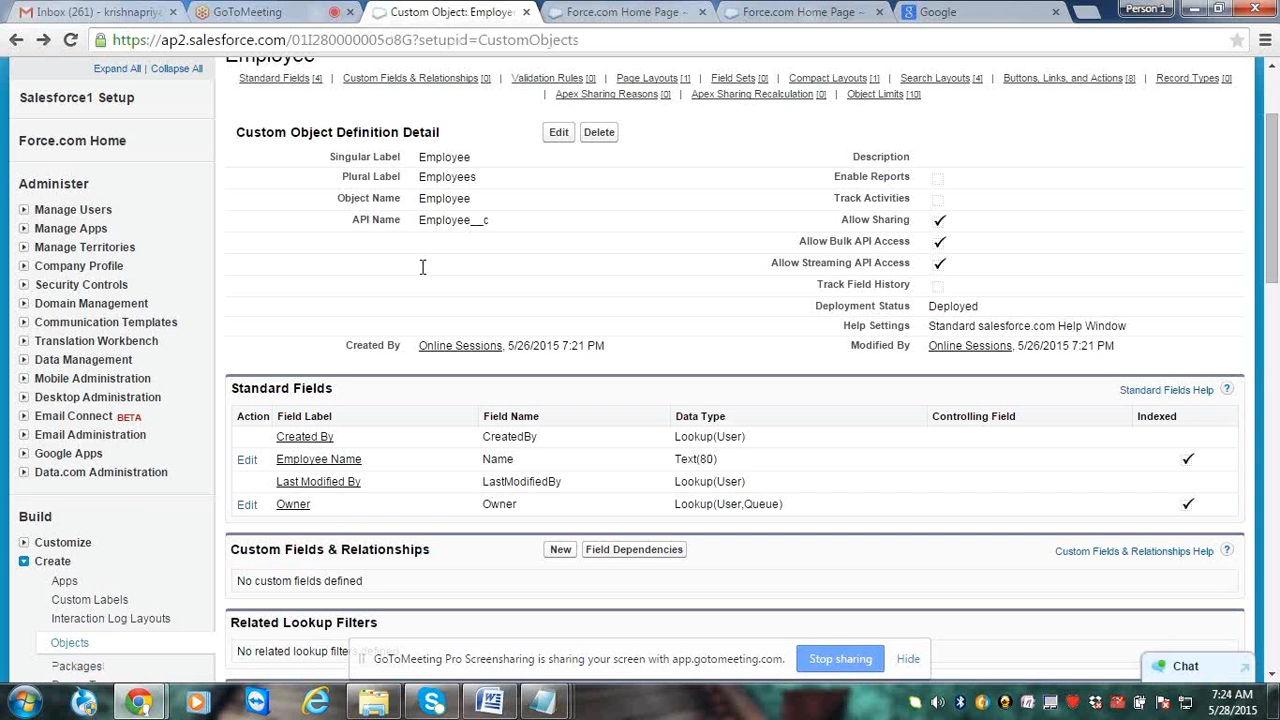 Inbox (261) - krishnapriy
GoToMeeting
Custom Object: Employee
Force.com Home Page ~
Force.com Home Page ~
Google
Person 1
https://ap2.salesforce.com/01I280000005o8G?setupid=CustomObjects
Expand All | Collapse All
Salesforce1 Setup
Force.com Home
Administer
Manage Users
Manage Apps
Manage Territories
Company Profile
Security Controls
Domain Management
Communication Templates
Translation Workbench
Data Management
Mobile Administration
Desktop Administration
Email Connect BETA
Email Administration
Google Apps
Data.com Administration
Build
Customize
Create
Apps
Custom Labels
Interaction Log Layouts
Objects
Packages
Employee
Standard Fields [4] Custom Fields & Relationships [0] Validation Rules [0] Page Layouts [1] Field Sets [0] Compact Layouts [1] Search Layouts [4] Buttons, Links, and Actions [8] Record Types [0]
Apex Sharing Reasons [0] Apex Sharing Recalculation [0] Object Limits [10]
Custom Object Definition Detail Edit Delete
Singular Label Employee Description
Plural Label Employees Enable Reports
Object Name Employee Track Activities
API Name Employee__c Allow Sharing ✓
Allow Bulk API Access ✓
Allow Streaming API Access ✓
Track Field History
Deployment Status Deployed
Help Settings Standard salesforce.com Help Window
Created By Online Sessions, 5/26/2015 7:21 PM Modified By Online Sessions, 5/26/2015 7:21 PM
Standard Fields Standard Fields Help ?
Action Field Label Field Name Data Type Controlling Field Indexed
Created By CreatedBy Lookup(User)
Edit Employee Name Name Text(80) ✓
Last Modified By LastModifiedBy Lookup(User)
Edit Owner Owner Lookup(User,Queue) ✓
Custom Fields & Relationships New Field Dependencies Custom Fields & Relationships Help ?
No custom fields defined
Related Lookup Filters
No related lookup filters
GoToMeeting Pro Screensharing is sharing your screen with app.gotomeeting.com. Stop sharing Hide
Chat
7:24 AM
5/28/2015